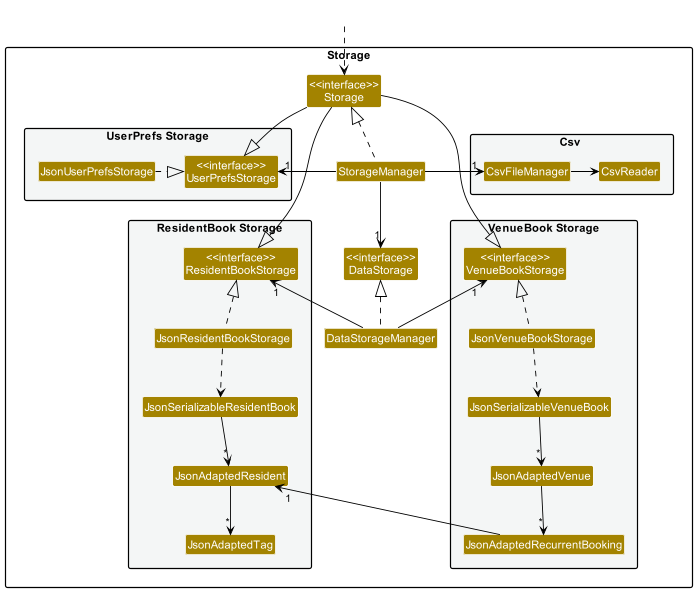 Storage
<<interface>>
Storage
UserPrefs Storage
JsonUserPrefsStorage
<<interface>>
UserPrefsStorage
1
StorageManager
Csv
1
CsvFileManager
CsvReader
ResidentBook Storage
<<interface>>
ResidentBookStorage
1
1
<<interface>>
DataStorage
VenueBook Storage
<<interface>>
VenueBookStorage
1
JsonResidentBookStorage
DataStorageManager
JsonVenueBookStorage
JsonSerializableResidentBook
JsonSerializableVenueBook
*
*
JsonAdaptedResident
1
JsonAdaptedVenue
*
*
JsonAdaptedTag
JsonAdaptedRecurrentBooking